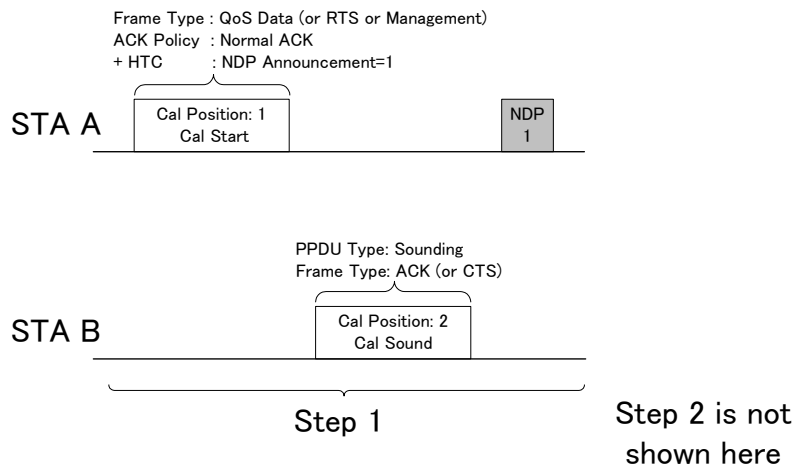 Frame Type : QoS Data (or RTS or Management)
ACK Policy : Normal ACK
+ HTC : NDP Announcement=1
STA A
Cal Position: 1
Cal Start
NDP
1
PPDU Type: Sounding
Frame Type: ACK (or CTS)
STA B
Cal Position: 2
Cal Sound
Step 1
Step 2 is not
shown here